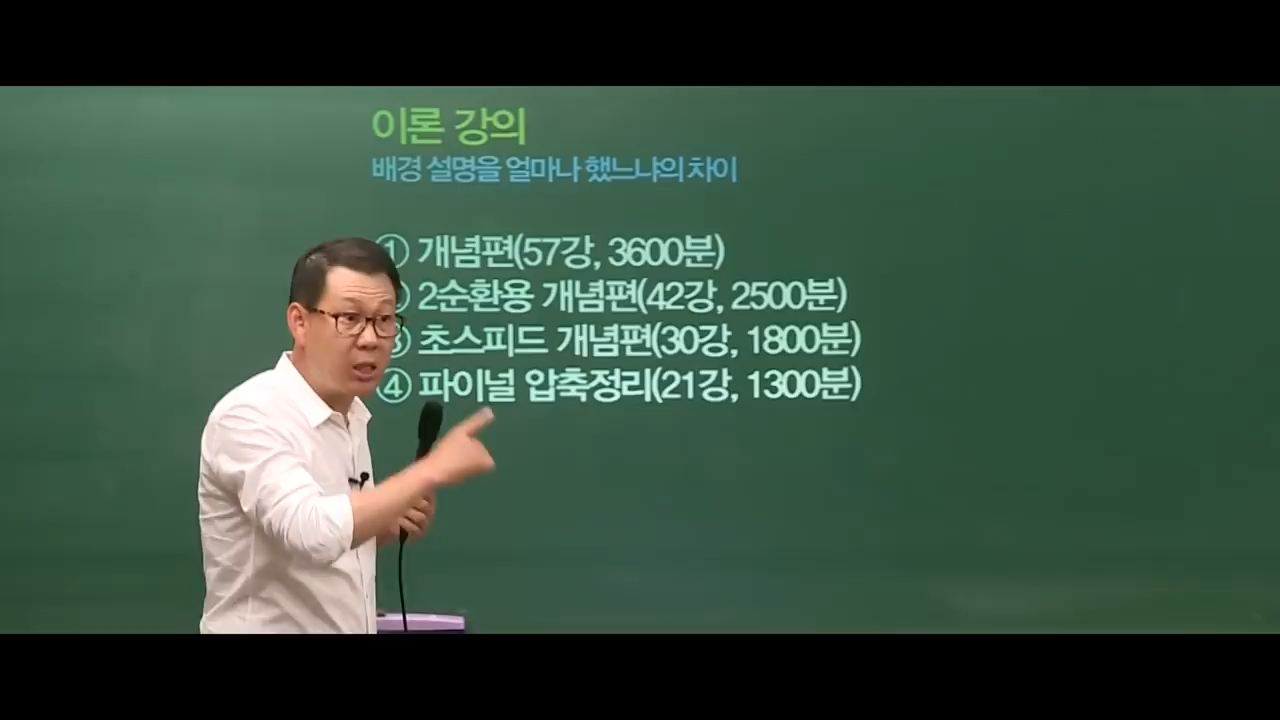 이론 강의
배경 설명을 얼마나 했느냐의 차이
① 개념편(57강, 3600분)
2순환용 개념편(42강, 2500분)
③ 초스피드 개념편(30강, 1800분)
④ 파이널 압축정리(21강, 1300분)